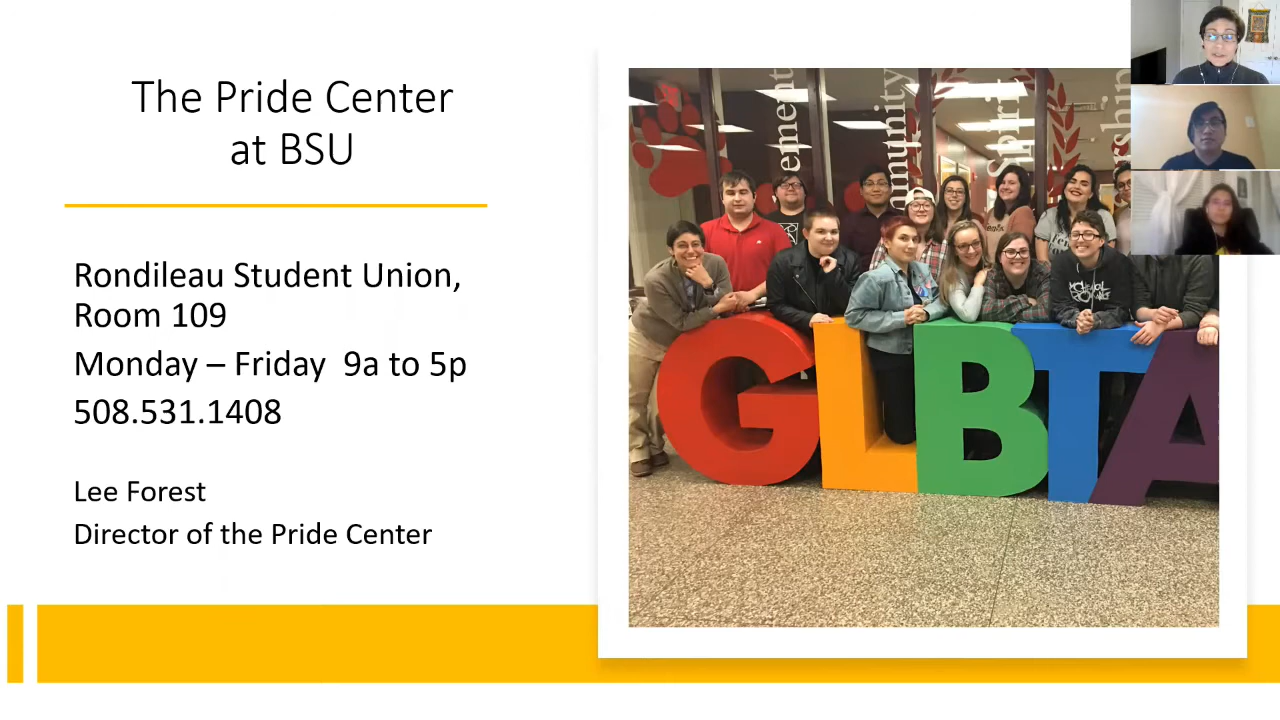 The Pride Center
at BSU
Rondileau Student Union,
Room 109
Monday – Friday 9a to 5p
508.531.1408
Lee Forest
Director of the Pride Center
GLBTA